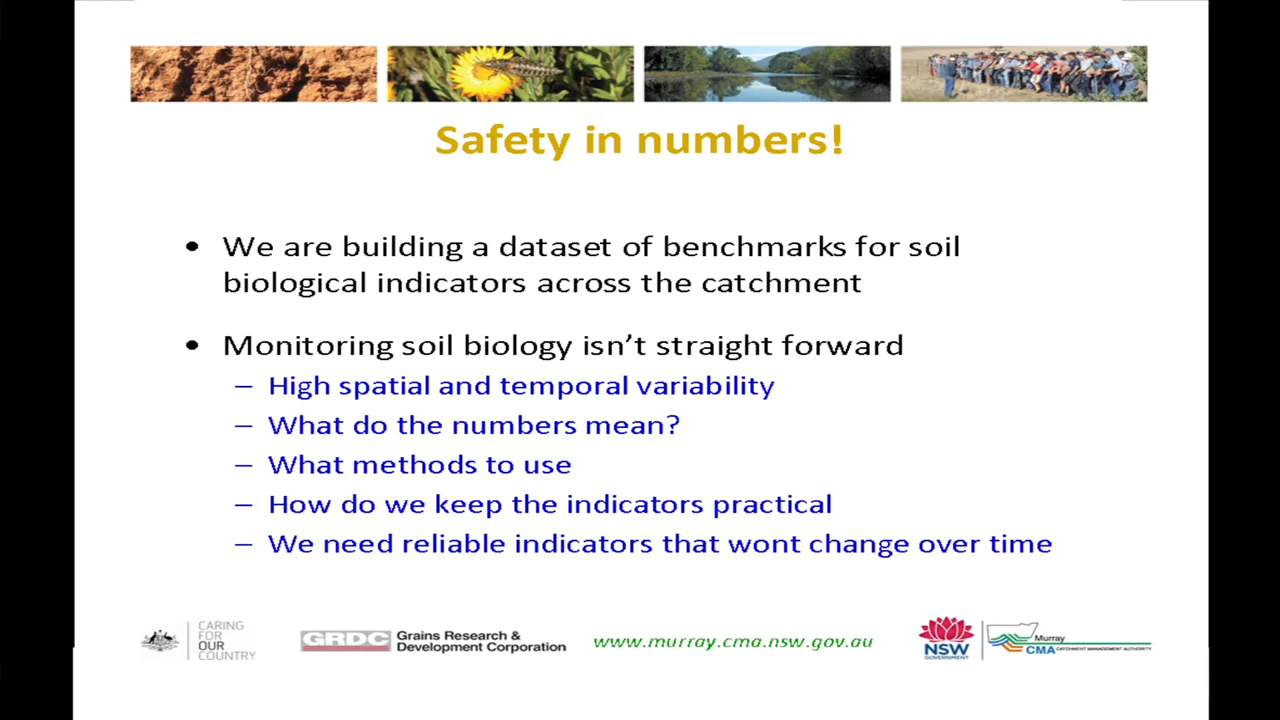 Safety in numbers!
• We are building a dataset of benchmarks for soil
biological indicators across the catchment
• Monitoring soil biology isn't straight forward
– High spatial and temporal variability
– What do the numbers mean?
– What methods to use
– How do we keep the indicators practical
– We need reliable indicators that wont change over time
CARING
FOR
OUR
COUNTRY
GRDC
Grains Research &
Development Corporation
www.murray.cma.nsw.gov.au
NSW
GOVERNMENT
Murray
CMA CATCHMENT MANAGEMENT AUTHORITY